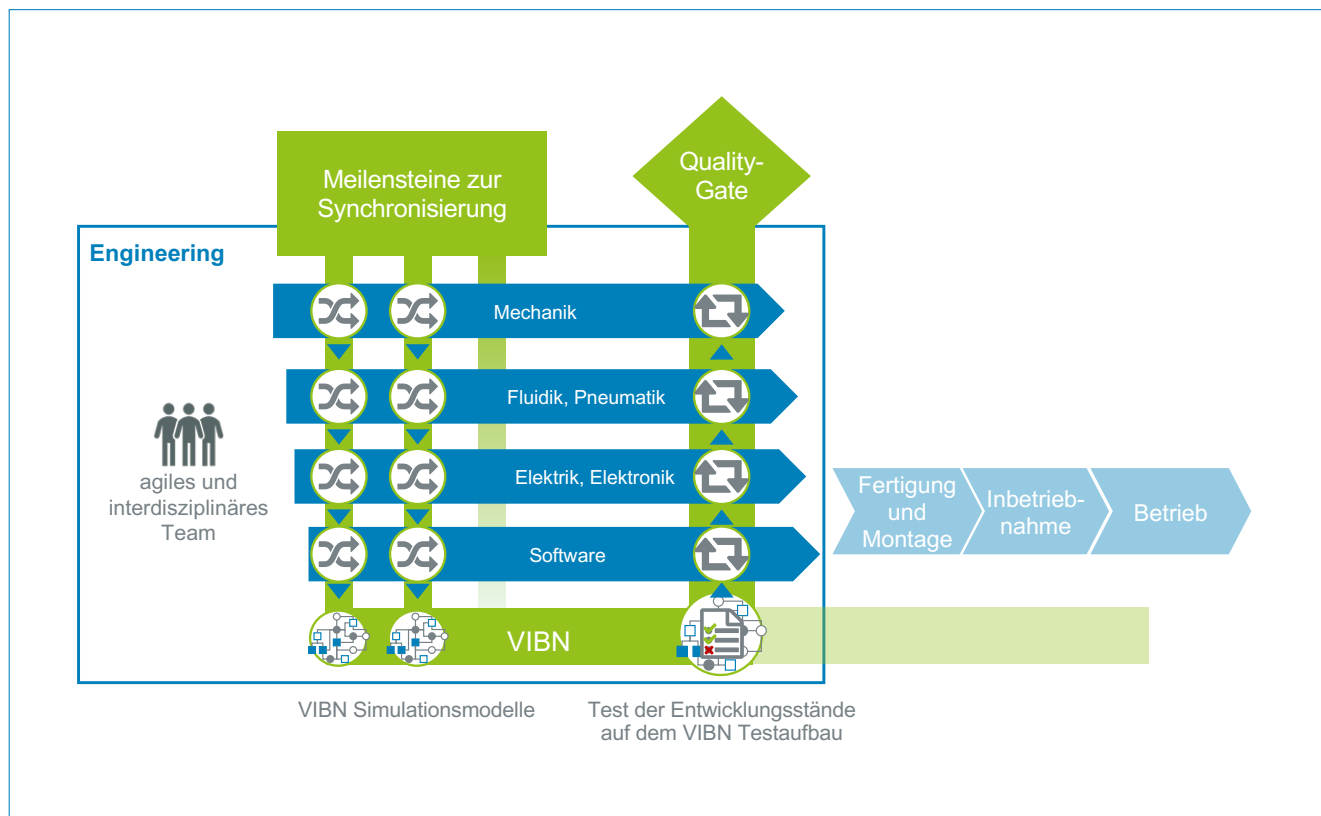 Meilensteine zur
Synchronisierung
Quality-
Gate
Engineering
Mechanik
Fluidik, Pneumatik
agiles und
interdisziplinäres
Team
Elektrik, Elektronik
Software
Fertigung
und
Montage
Inbetrieb-
nahme
Betrieb
VIBN
VIBN Simulationsmodelle
Test der Entwicklungsstände
auf dem VIBN Testaufbau